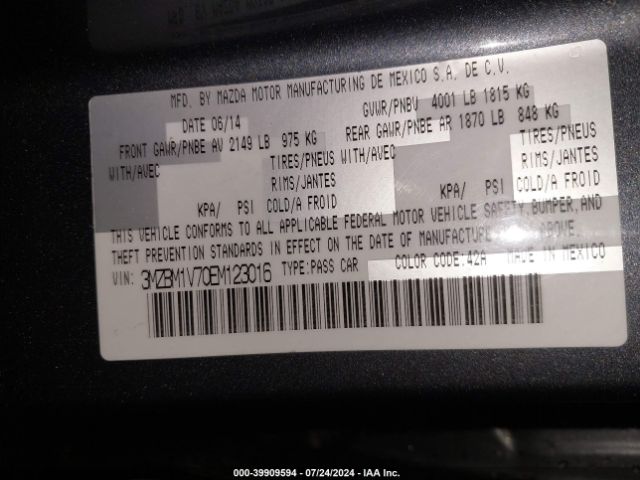 MFD. BY MAZDA MOTOR MANUFACTURING DE MEXICO S.A. DE C.V.
DATE 06/14 GVWR/PNBV 4001 LB 1815 KG
FRONT GAWR/PNBE AV 2149 LB 975 KG REAR GAWR/PNBE AR 1870 LB 848 KG
WITH/AVEC TIRES/PNEUS WITH/AVEC TIRES/PNEUS
RIMS/JANTES RIMS/JANTES
KPA/ PSI COLD/A FROID KPA/ PSI COLD/A FROID
THIS VEHICLE CONFORMS TO ALL APPLICABLE FEDERAL MOTOR VEHICLE SAFETY, BUMPER, AND
THEFT PREVENTION STANDARDS IN EFFECT ON THE DATE OF MANUFACTURE ABOVE.
VIN: 3MZBM1V70EM123016 TYPE:PASS CAR COLOR CODE:42A MADE IN MEXICO
000-39909594 - 07/24/2024 - IAA Inc.